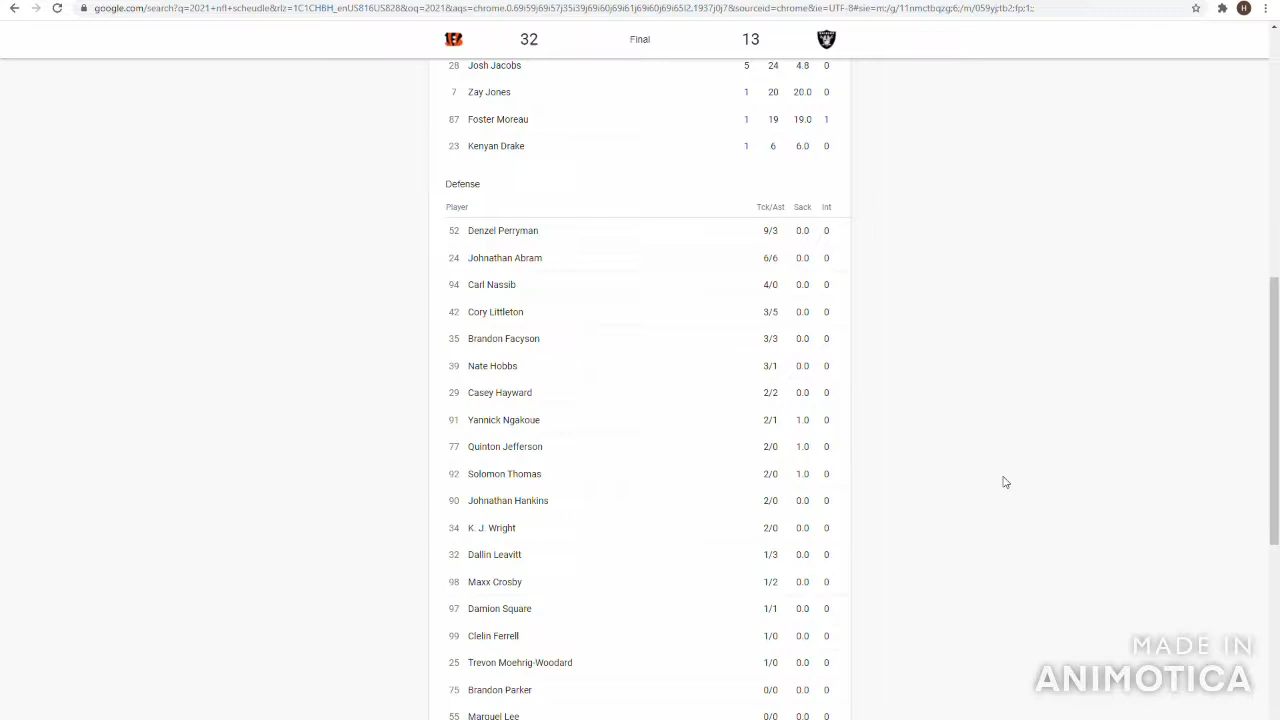 google.com/search?q=2021+nfl+scheudle&rlz=1C1CHBH_enUS816US828&oq=2021&aqs=chrome.0.69i59j69i57j35i39j69i60j69i61j69i60j69i65l2.1937j0j7&sourceid=chrome&ie=UTF-8#sie=m;/g/11nmctbqzg;6;/m/059yj;tb2;fp;1;;
H
32 Final 13
28 Josh Jacobs 5 24 4.8 0
7 Zay Jones 1 20 20.0 0
87 Foster Moreau 1 19 19.0 1
23 Kenyan Drake 1 6 6.0 0
Defense
Player Tck/Ast Sack Int
52 Denzel Perryman 9/3 0.0 0
24 Johnathan Abram 6/6 0.0 0
94 Carl Nassib 4/0 0.0 0
42 Cory Littleton 3/5 0.0 0
35 Brandon Facyson 3/3 0.0 0
39 Nate Hobbs 3/1 0.0 0
29 Casey Hayward 2/2 0.0 0
91 Yannick Ngakoue 2/1 1.0 0
77 Quinton Jefferson 2/0 1.0 0
92 Solomon Thomas 2/0 1.0 0
90 Johnathan Hankins 2/0 0.0 0
34 K. J. Wright 2/0 0.0 0
32 Dallin Leavitt 1/3 0.0 0
98 Maxx Crosby 1/2 0.0 0
97 Damion Square 1/1 0.0 0
99 Clelin Ferrell 1/0 0.0 0
25 Trevon Moehrig-Woodard 1/0 0.0 0
75 Brandon Parker 0/0 0.0 0
55 Marquel Lee 0/0 0.0 0
MADE IN
ANIMOTICA